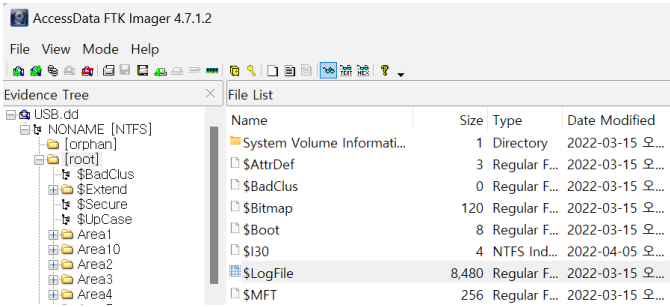 AccessData FTK Imager 4.7.1.2
File View Mode Help
Evidence Tree
USB.dd
NONAME [NTFS]
[orphan]
[root]
$BadClus
$Extend
$Secure
$UpCase
Area1
Area10
Area2
Area3
Area4
File List
Name Size Type Date Modified
System Volume Informati... 1 Directory 2022-03-15 오...
$AttrDef 3 Regular F... 2022-03-15 오...
$BadClus 0 Regular F... 2022-03-15 오...
$Bitmap 120 Regular F... 2022-03-15 오...
$Boot 8 Regular F... 2022-03-15 오...
$I30 4 NTFS Ind... 2022-04-05 오...
$LogFile 8,480 Regular F... 2022-03-15 오...
$MFT 256 Regular F... 2022-03-15 오...